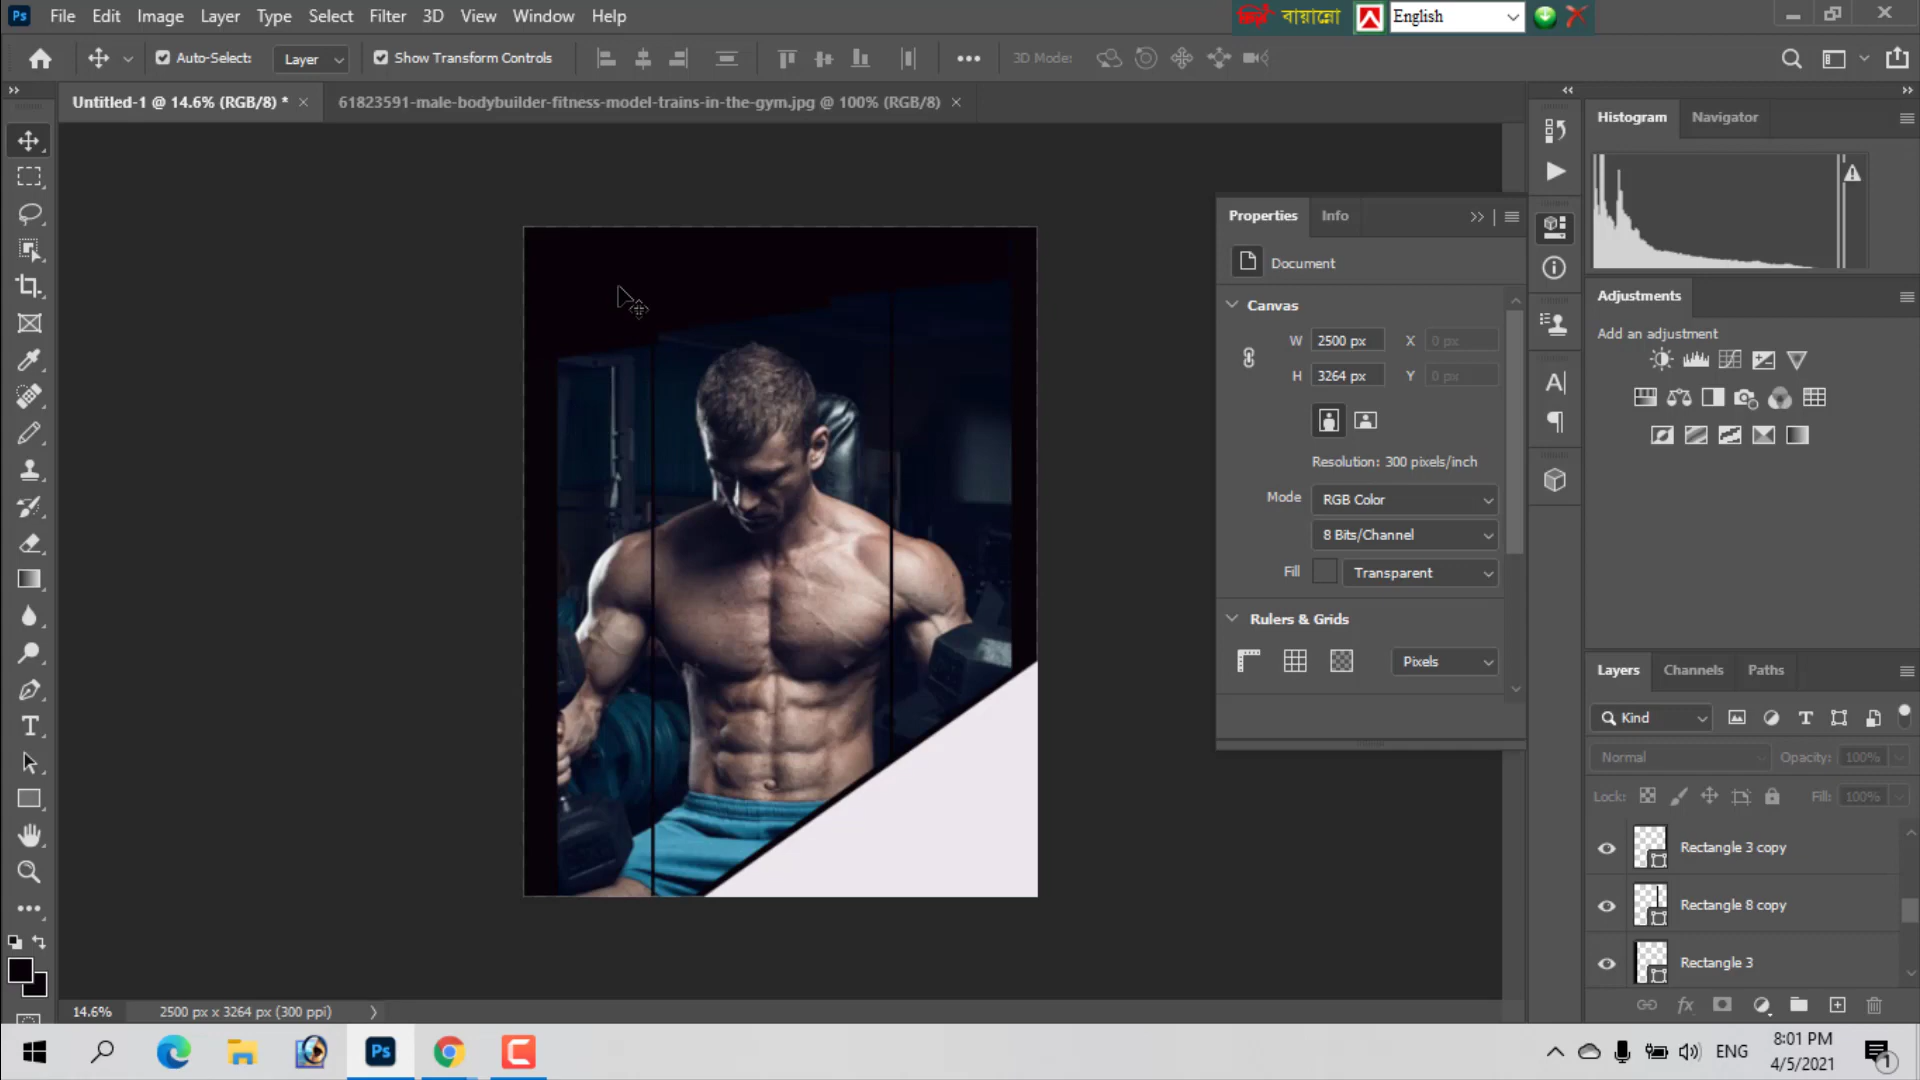 Ps File Edit Image Layer Type Select Filter 3D View Window Help
বায়ান্নো English
Auto-Select: Layer Show Transform Controls 3D Mode:
Untitled-1 @ 14.6% (RGB/8) * × 61823591-male-bodybuilder-fitness-model-trains-in-the-gym.jpg @ 100% (RGB/8) ×
Histogram Navigator
Properties Info
Document
Canvas
W 2500 px X 0 px
H 3264 px Y 0 px
Resolution: 300 pixels/inch
Mode RGB Color
8 Bits/Channel
Fill Transparent
Rulers & Grids
Pixels
Adjustments
Add an adjustment
Layers Channels Paths
Kind
Normal Opacity: 100%
Lock: Fill: 100%
Rectangle 3 copy
Rectangle 8 copy
Rectangle 3
14.6% 2500 px x 3264 px (300 ppi)
Ps ENG 8:01 PM
4/5/2021
1